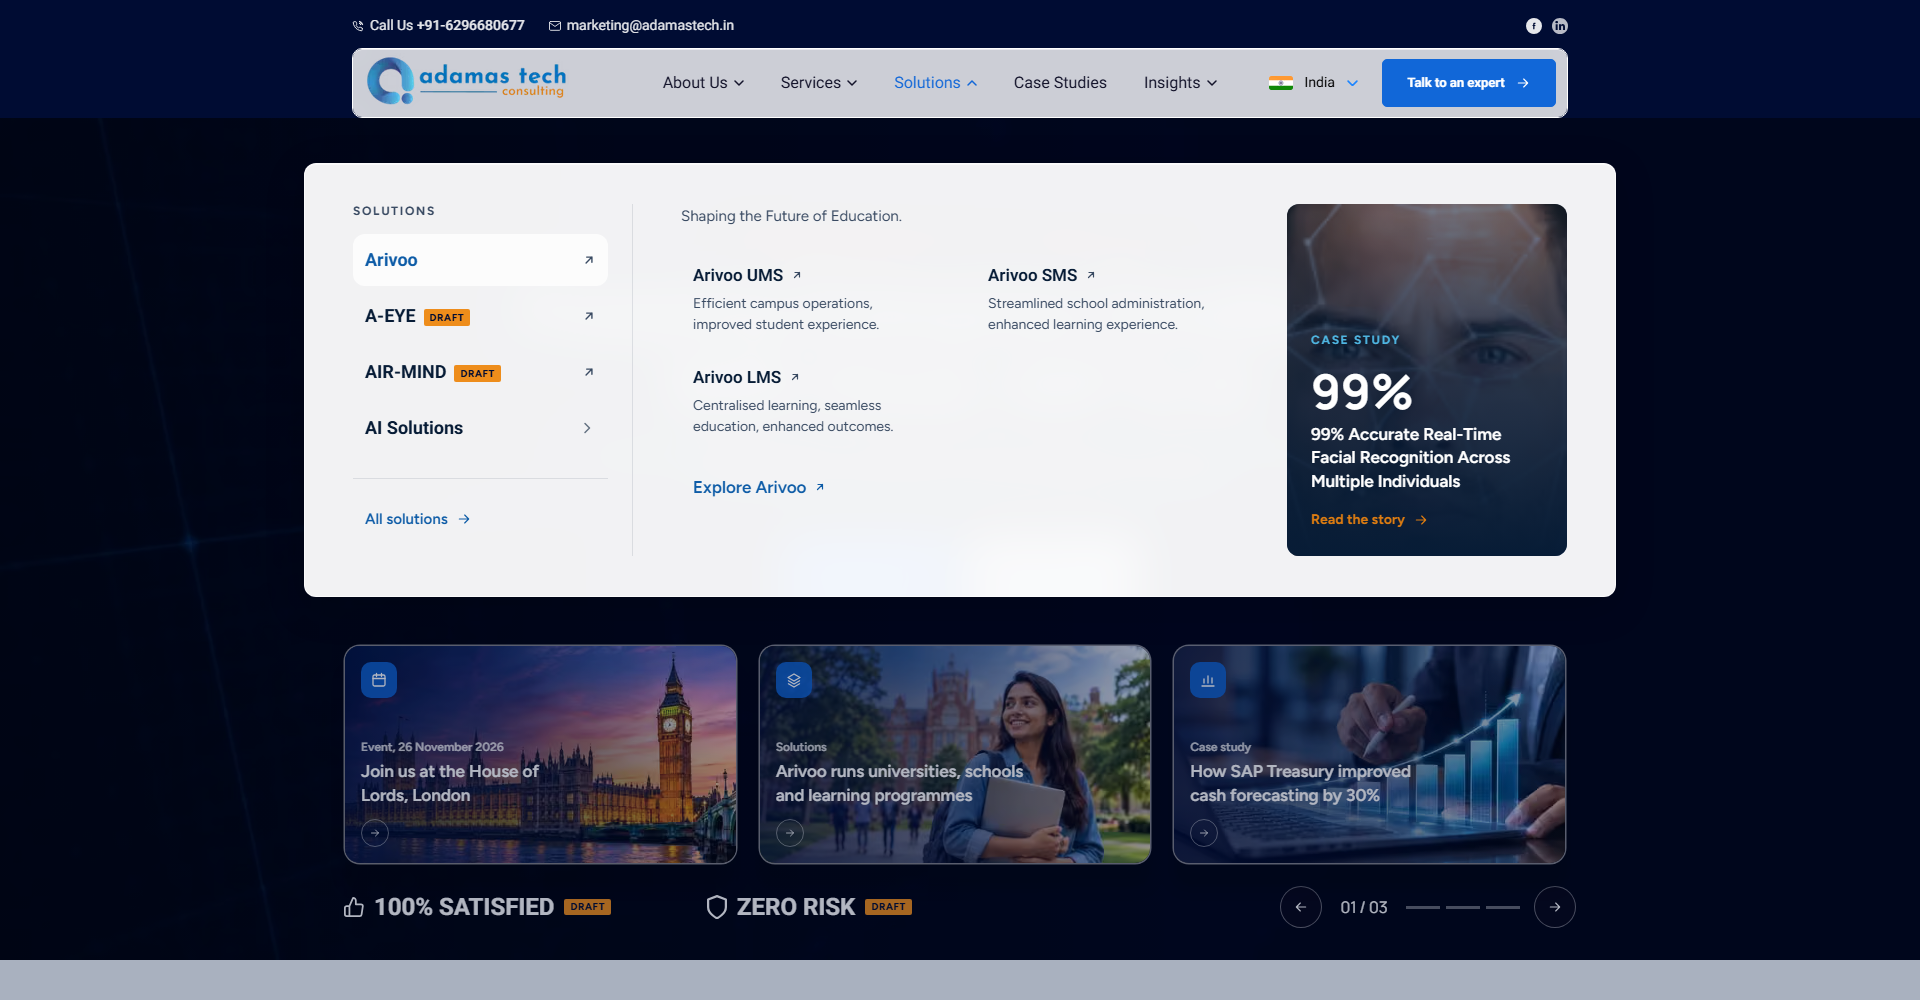 Call Us +91-6296680677
marketing@adamastech.in
adamas tech
consulting
About Us
Services
Solutions
Case Studies
Insights
India
Talk to an expert
SOLUTIONS
Arivoo
A-EYE DRAFT
AIR-MIND DRAFT
AI Solutions
All solutions
Shaping the Future of Education.
Arivoo UMS
Efficient campus operations,
improved student experience.
Arivoo SMS
Streamlined school administration,
enhanced learning experience.
Arivoo LMS
Centralised learning, seamless
education, enhanced outcomes.
Explore Arivoo
CASE STUDY
99%
99% Accurate Real-Time
Facial Recognition Across
Multiple Individuals
Read the story
Event, 26 November 2026
Join us at the House of
Lords, London
Solutions
Arivoo runs universities, schools
and learning programmes
Case study
How SAP Treasury improved
cash forecasting by 30%
100% SATISFIED DRAFT
ZERO RISK DRAFT
01 / 03